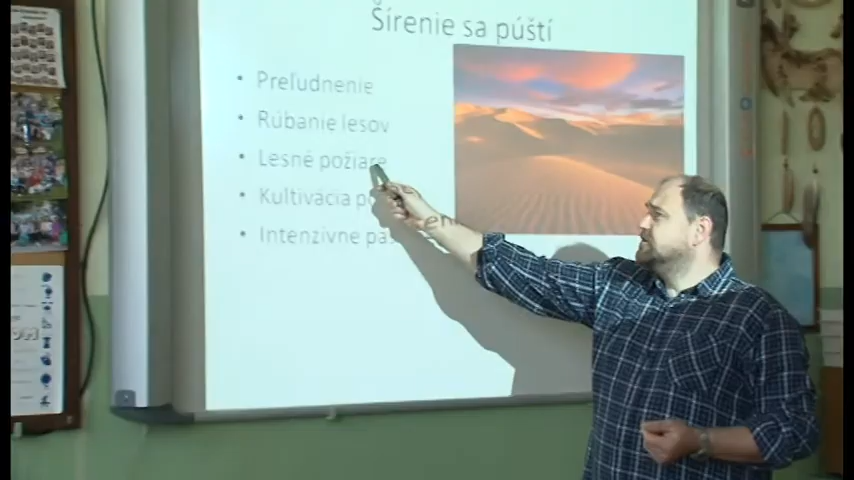 Šírenie sa púští
• Preľudnenie
• Rúbanie lesov
• Lesné požiare
• Kultivácia
• Intenzívne